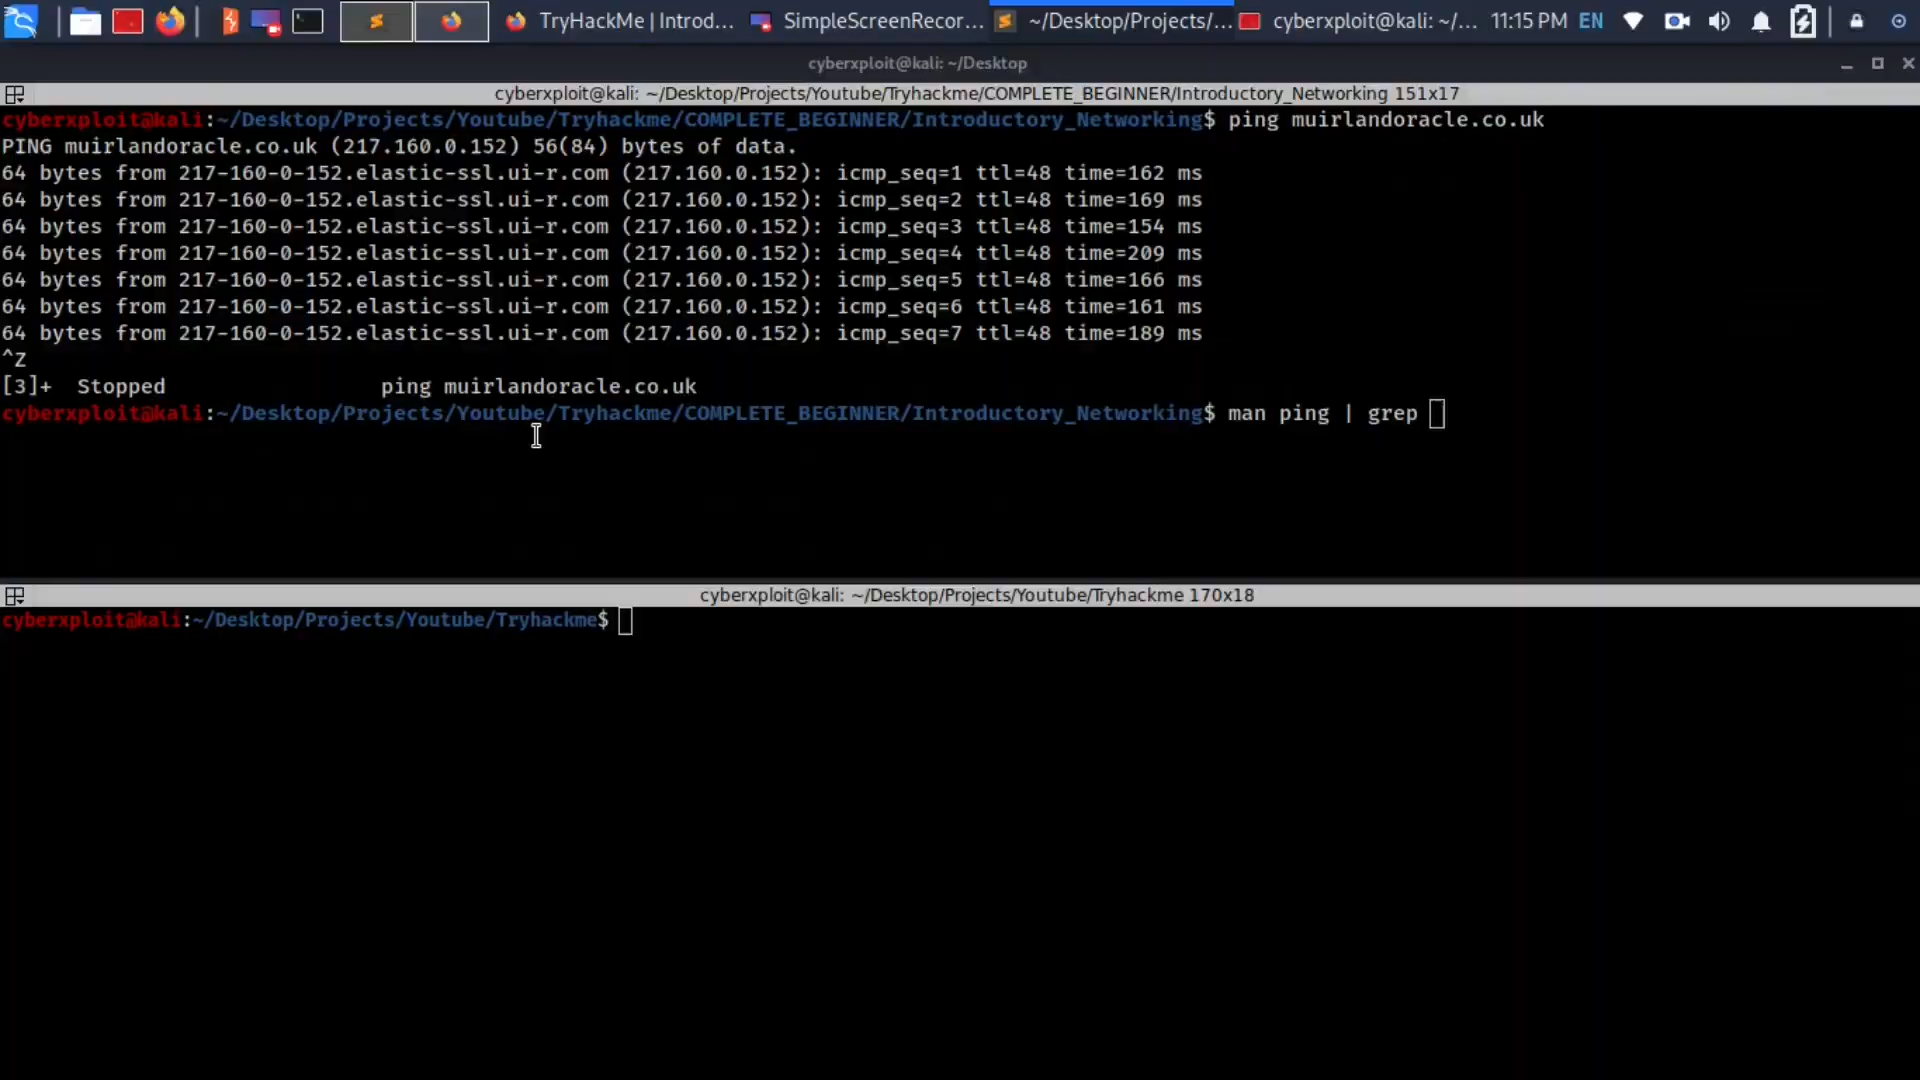 TryHackMe | Introd...
SimpleScreenRecor...
~/Desktop/Projects/...
cyberxploit@kali: ~/...
11:15 PM
EN
cyberxploit@kali: ~/Desktop
cyberxploit@kali: ~/Desktop/Projects/Youtube/Tryhackme/COMPLETE_BEGINNER/Introductory_Networking 151x17
cyberxploit@kali:~/Desktop/Projects/Youtube/Tryhackme/COMPLETE_BEGINNER/Introductory_Networking$ ping muirlandoracle.co.uk
PING muirlandoracle.co.uk (217.160.0.152) 56(84) bytes of data.
64 bytes from 217-160-0-152.elastic-ssl.ui-r.com (217.160.0.152): icmp_seq=1 ttl=48 time=162 ms
64 bytes from 217-160-0-152.elastic-ssl.ui-r.com (217.160.0.152): icmp_seq=2 ttl=48 time=169 ms
64 bytes from 217-160-0-152.elastic-ssl.ui-r.com (217.160.0.152): icmp_seq=3 ttl=48 time=154 ms
64 bytes from 217-160-0-152.elastic-ssl.ui-r.com (217.160.0.152): icmp_seq=4 ttl=48 time=209 ms
64 bytes from 217-160-0-152.elastic-ssl.ui-r.com (217.160.0.152): icmp_seq=5 ttl=48 time=166 ms
64 bytes from 217-160-0-152.elastic-ssl.ui-r.com (217.160.0.152): icmp_seq=6 ttl=48 time=161 ms
64 bytes from 217-160-0-152.elastic-ssl.ui-r.com (217.160.0.152): icmp_seq=7 ttl=48 time=189 ms
^Z
[3]+  Stopped                 ping muirlandoracle.co.uk
cyberxploit@kali:~/Desktop/Projects/Youtube/Tryhackme/COMPLETE_BEGINNER/Introductory_Networking$ man ping | grep
cyberxploit@kali: ~/Desktop/Projects/Youtube/Tryhackme 170x18
cyberxploit@kali:~/Desktop/Projects/Youtube/Tryhackme$